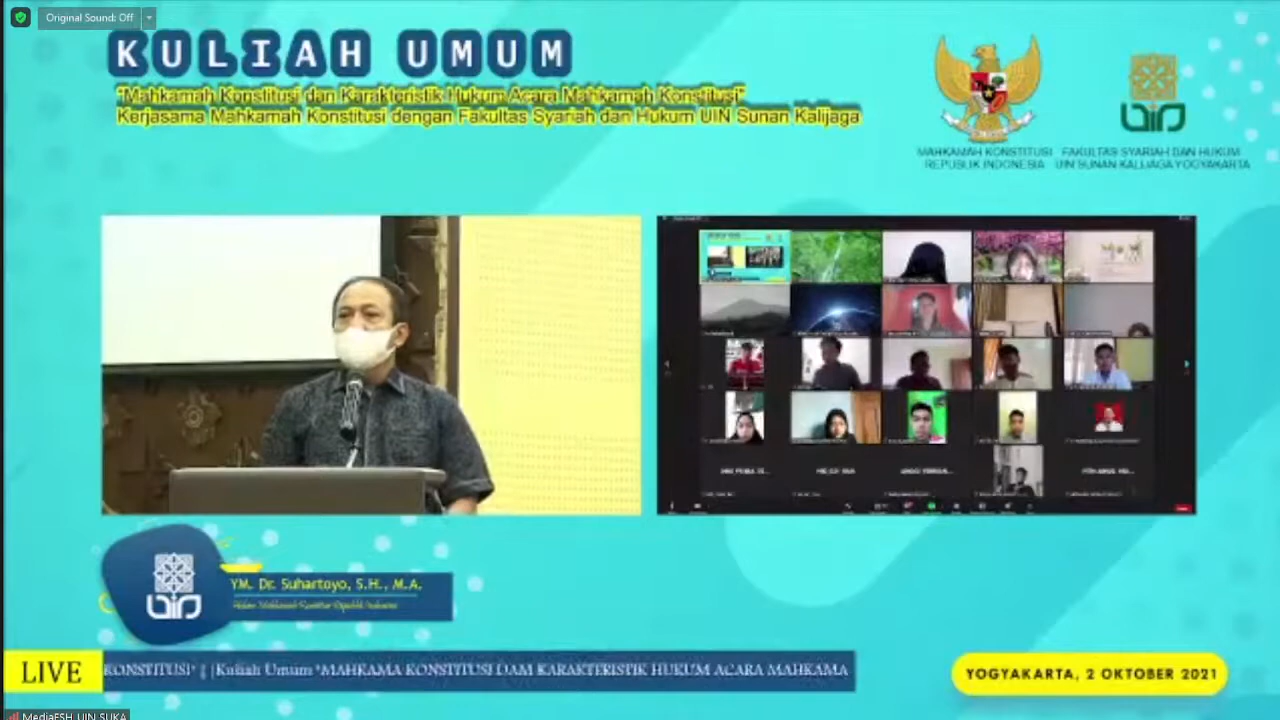 Original Sound: Off
KULIAH UMUM
"Mahkamah Konstitusi dan Karakteristik Hukum Acara Mahkamah Konstitusi"
Kerjasama Mahkamah Konstitusi dengan Fakultas Syariah dan Hukum UIN Sunan Kalijaga
MAHKAMAH KONSTITUSI
REPUBLIK INDONESIA
FAKULTAS SYARIAH DAN HUKUM
UIN SUNAN KALIJAGA YOGYAKARTA
YM. Dr. Suhartoyo, S.H., M.A.
LIVE
KONSTITUSI" || |Kuliah Umum "MAHKAMA KONSTITUSI DAM KARAKTERISTIK HUKUM ACARA MAHKAMA
YOGYAKARTA, 2 OKTOBER 2021
MediaFSH_UIN SUKA